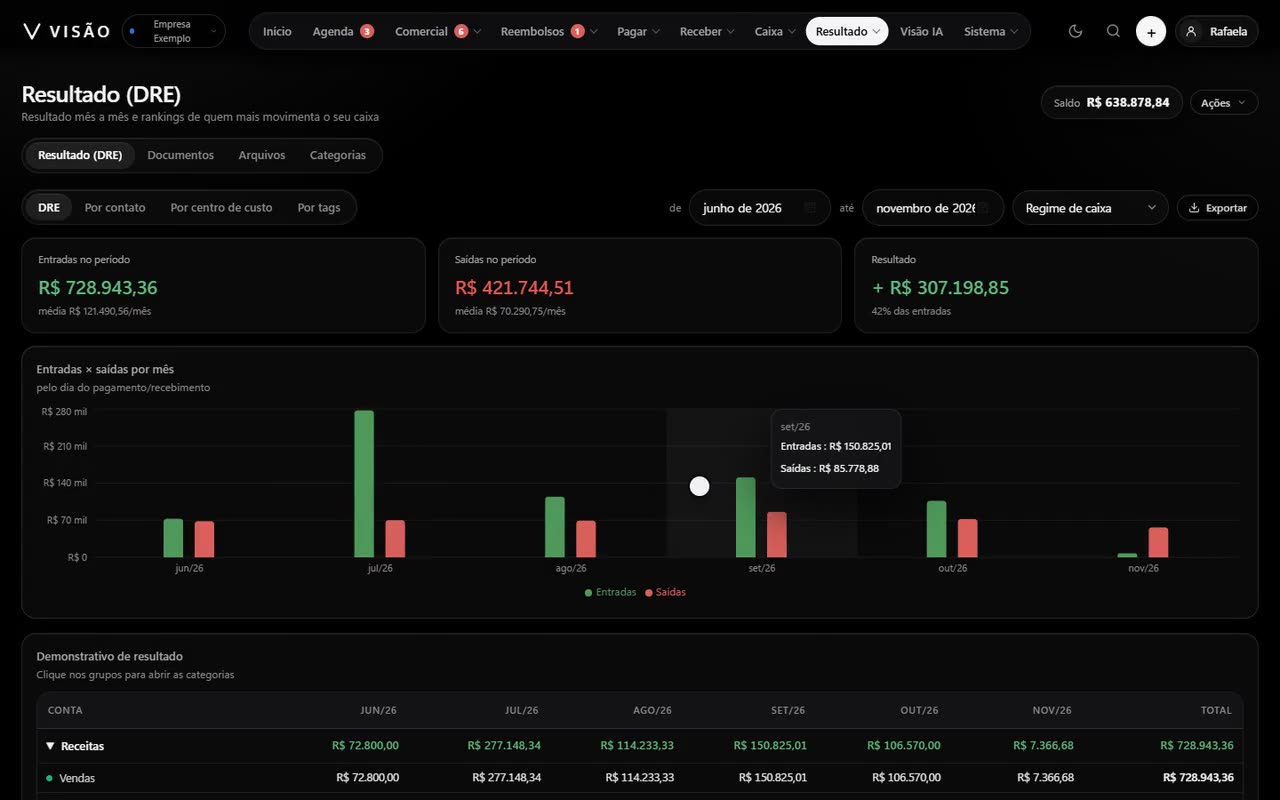 VISÃO
Empresa Exemplo
Início
Agenda 3
Comercial 6
Reembolsos 1
Pagar
Receber
Caixa
Resultado
Visão IA
Sistema
+
Rafaela
Resultado (DRE)
Resultado mês a mês e rankings de quem mais movimenta o seu caixa
Saldo R$ 638.878,84
Ações
Resultado (DRE)
Documentos
Arquivos
Categorias
DRE
Por contato
Por centro de custo
Por tags
de
junho de 2026
até
novembro de 2026
Regime de caixa
Exportar
Entradas no período
R$ 728.943,36
média R$ 121.490,56/mês
Saídas no período
R$ 421.744,51
média R$ 70.290,75/mês
Resultado
+ R$ 307.198,85
42% das entradas
Entradas × saídas por mês
pelo dia do pagamento/recebimento
R$ 280 mil
R$ 210 mil
R$ 140 mil
R$ 70 mil
R$ 0
set/26
Entradas : R$ 150.825,01
Saídas : R$ 85.778,88
jun/26
jul/26
ago/26
set/26
out/26
nov/26
Entradas
Saídas
Demonstrativo de resultado
Clique nos grupos para abrir as categorias
CONTA JUN/26 JUL/26 AGO/26 SET/26 OUT/26 NOV/26 TOTAL
▼ Receitas R$ 72.800,00 R$ 277.148,34 R$ 114.233,33 R$ 150.825,01 R$ 106.570,00 R$ 7.366,68 R$ 728.943,36
Vendas R$ 72.800,00 R$ 277.148,34 R$ 114.233,33 R$ 150.825,01 R$ 106.570,00 R$ 7.366,68 R$ 728.943,36